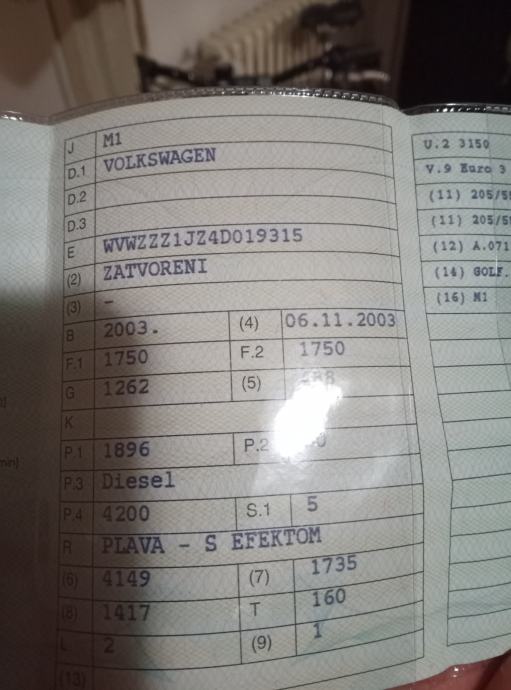 J M1
D.1 VOLKSWAGEN
D.2
D.3
E WVWZZZ1JZ4D019315
(2) ZATVORENI
(3) -
B 2003. (4) 06.11.2003
F.1 1750 F.2 1750
G 1262 (5)
K
P.1 1896 P.2
P.3 Diesel
P.4 4200 S.1 5
R PLAVA - S EFEKTOM
(6) 4149 (7) 1735
(8) 1417 T 160
L 2 (9) 1
(13)
U.2 3150
V.9 Euro 3
(11) 205/5
(11) 205/5
(12) A.071
(14) GOLF.
(16) M1
min)